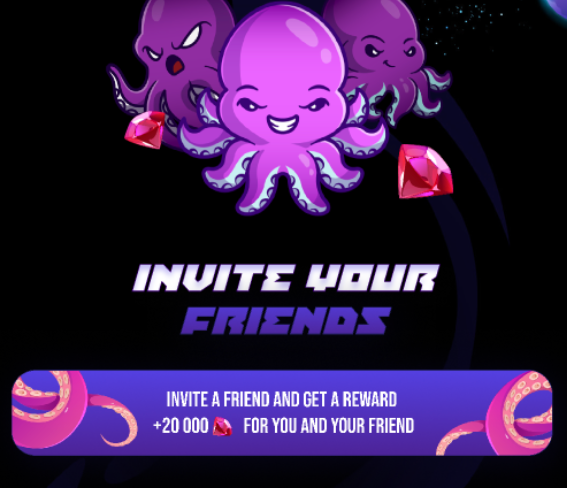 INVITE YOUR
FRIENDS
INVITE A FRIEND AND GET A REWARD
+20 000 FOR YOU AND YOUR FRIEND